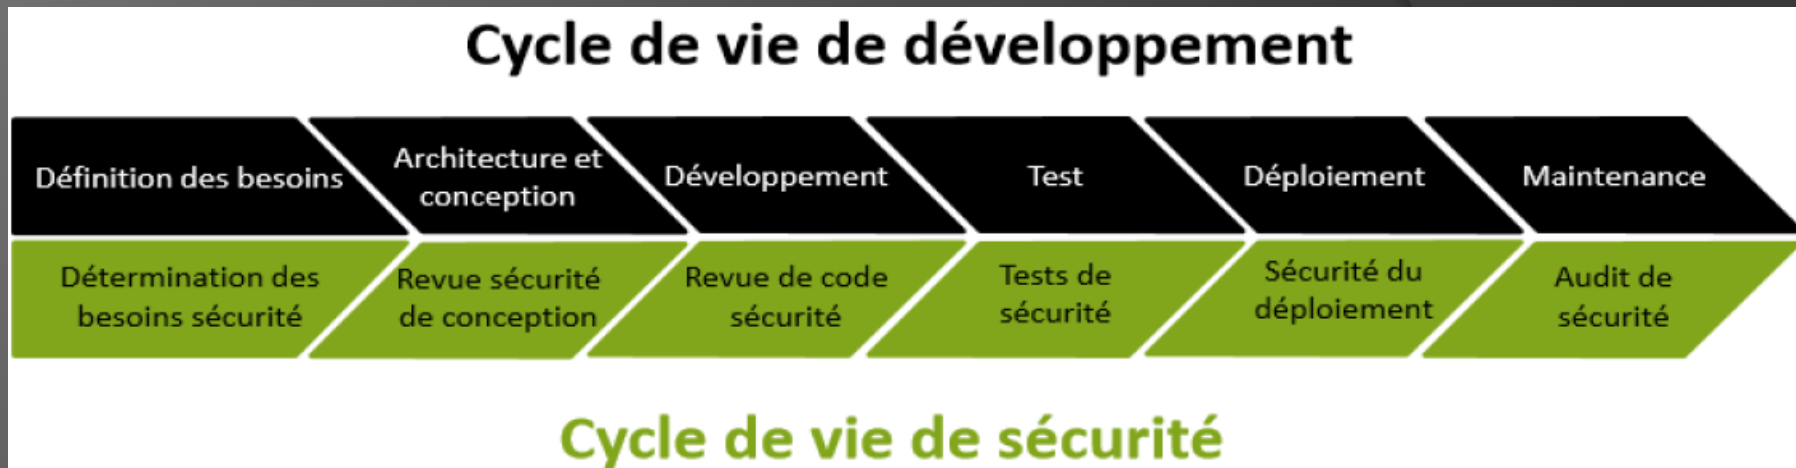 Cycle de vie de développement
Définition des besoins
Architecture et
conception
Développement
Test
Déploiement
Maintenance
Détermination des
besoins sécurité
Revue sécurité
de conception
Revue de code
sécurité
Tests de
sécurité
Sécurité du
déploiement
Audit de
sécurité
Cycle de vie de sécurité